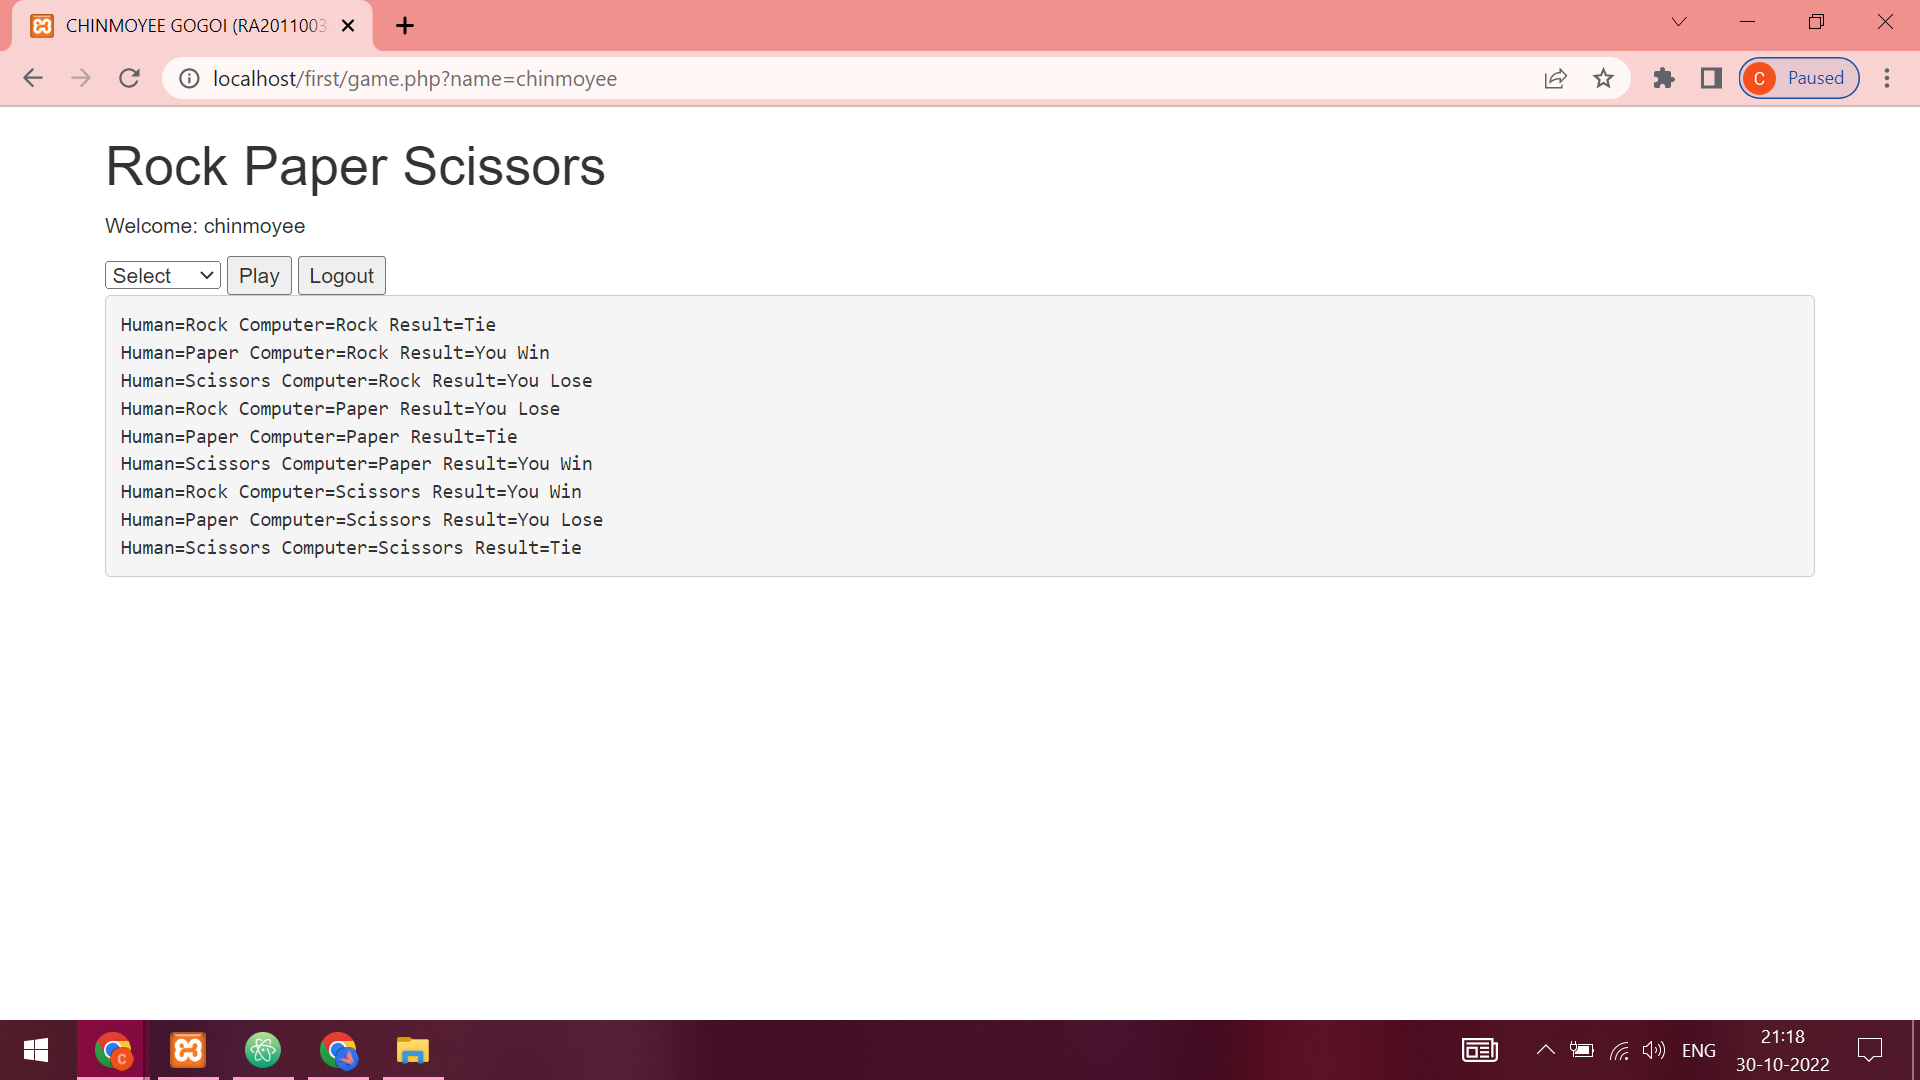 CHINMOYEE GOGOI (RA2011003
localhost/first/game.php?name=chinmoyee
C Paused
Rock Paper Scissors
Welcome: chinmoyee
Select Play Logout
Human=Rock Computer=Rock Result=Tie
Human=Paper Computer=Rock Result=You Win
Human=Scissors Computer=Rock Result=You Lose
Human=Rock Computer=Paper Result=You Lose
Human=Paper Computer=Paper Result=Tie
Human=Scissors Computer=Paper Result=You Win
Human=Rock Computer=Scissors Result=You Win
Human=Paper Computer=Scissors Result=You Lose
Human=Scissors Computer=Scissors Result=Tie
C
ENG
21:18
30-10-2022